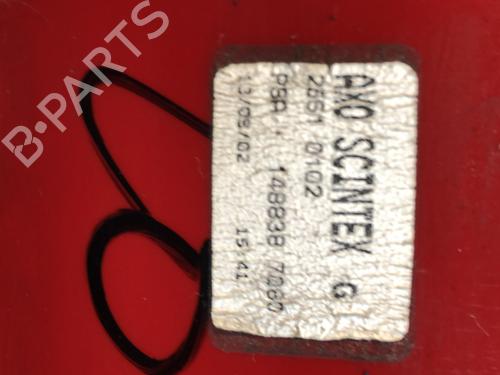 AXO SCINTEX G
2551 0102
PSA . 148838 7080
13/09/02 15:41
B-PARTS